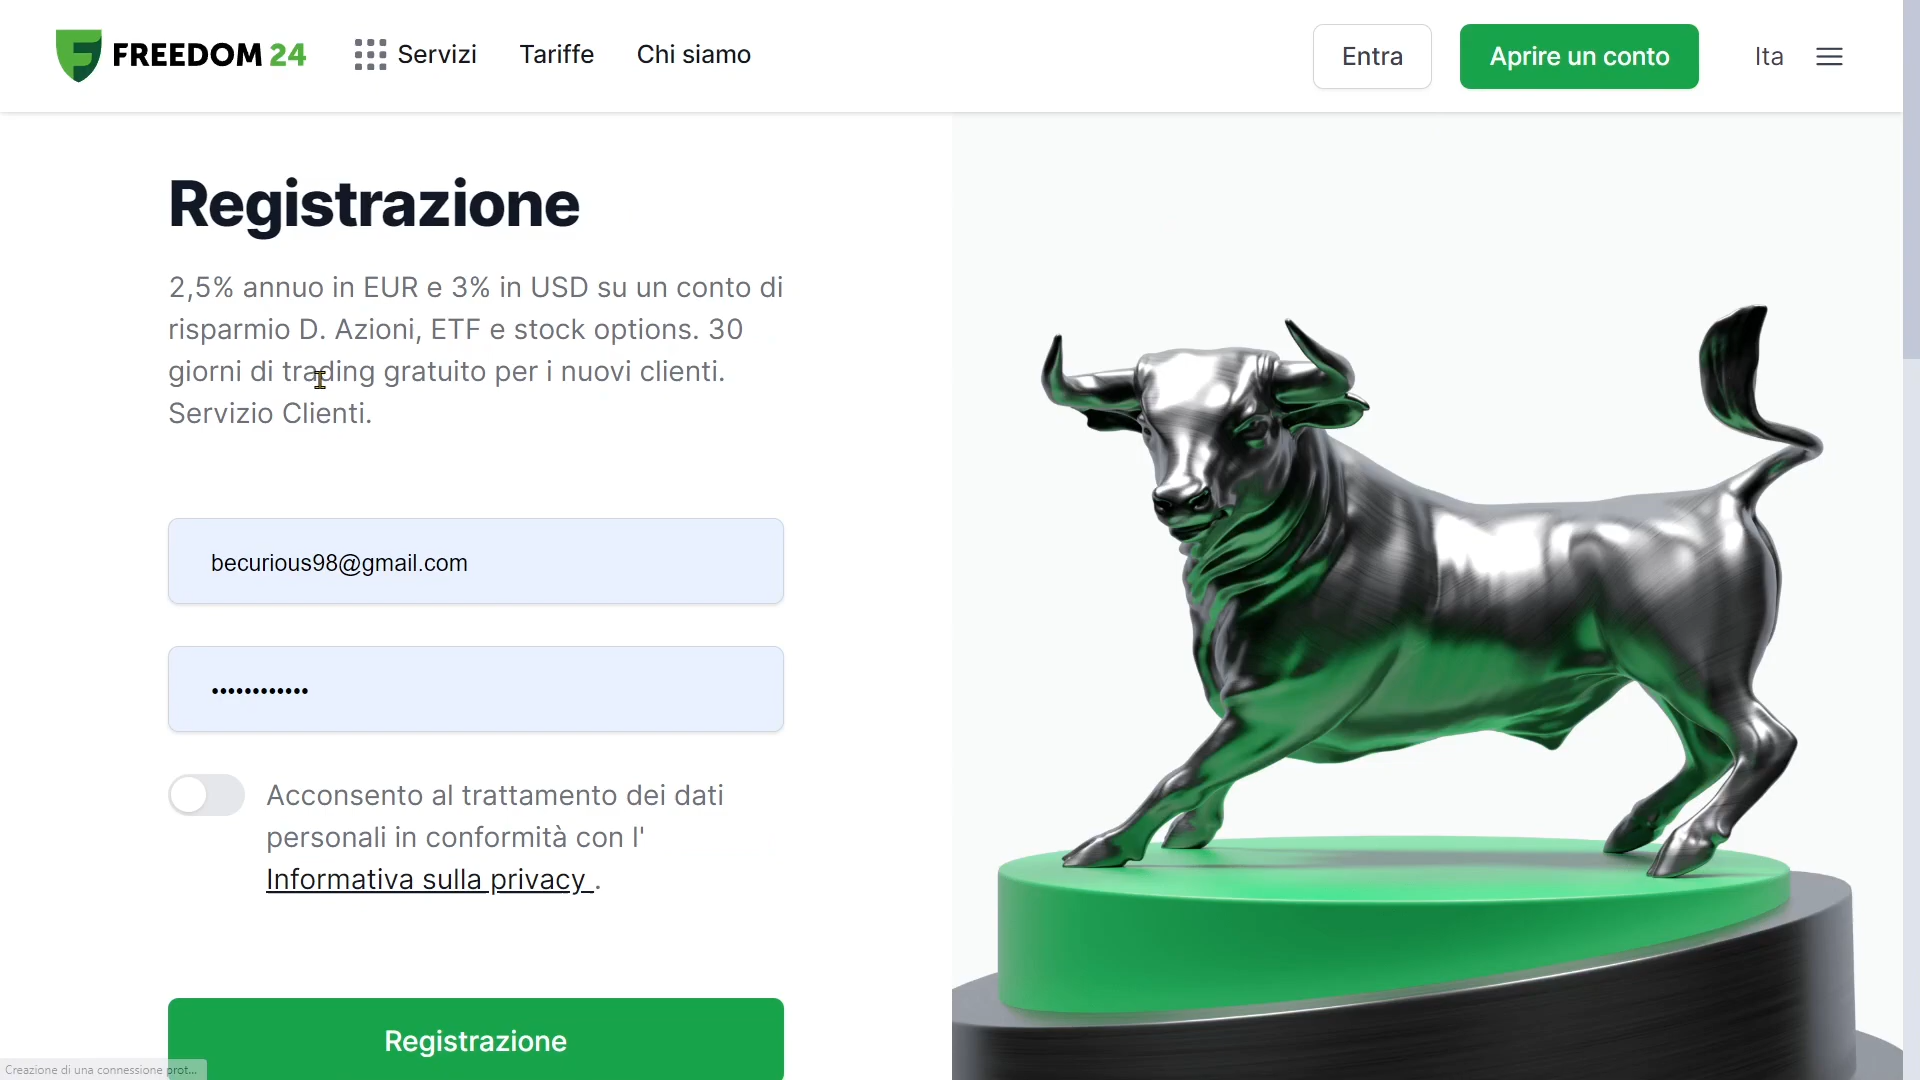 FREEDOM 24
Servizi
Tariffe
Chi siamo
Entra
Aprire un conto
Ita
Registrazione
2,5% annuo in EUR e 3% in USD su un conto di
risparmio D. Azioni, ETF e stock options. 30
giorni di trading gratuito per i nuovi clienti.
Servizio Clienti.
becurious98@gmail.com
••••••••••••
Acconsento al trattamento dei dati
personali in conformità con l'
Informativa sulla privacy .
Registrazione
Creazione di una connessione prot...